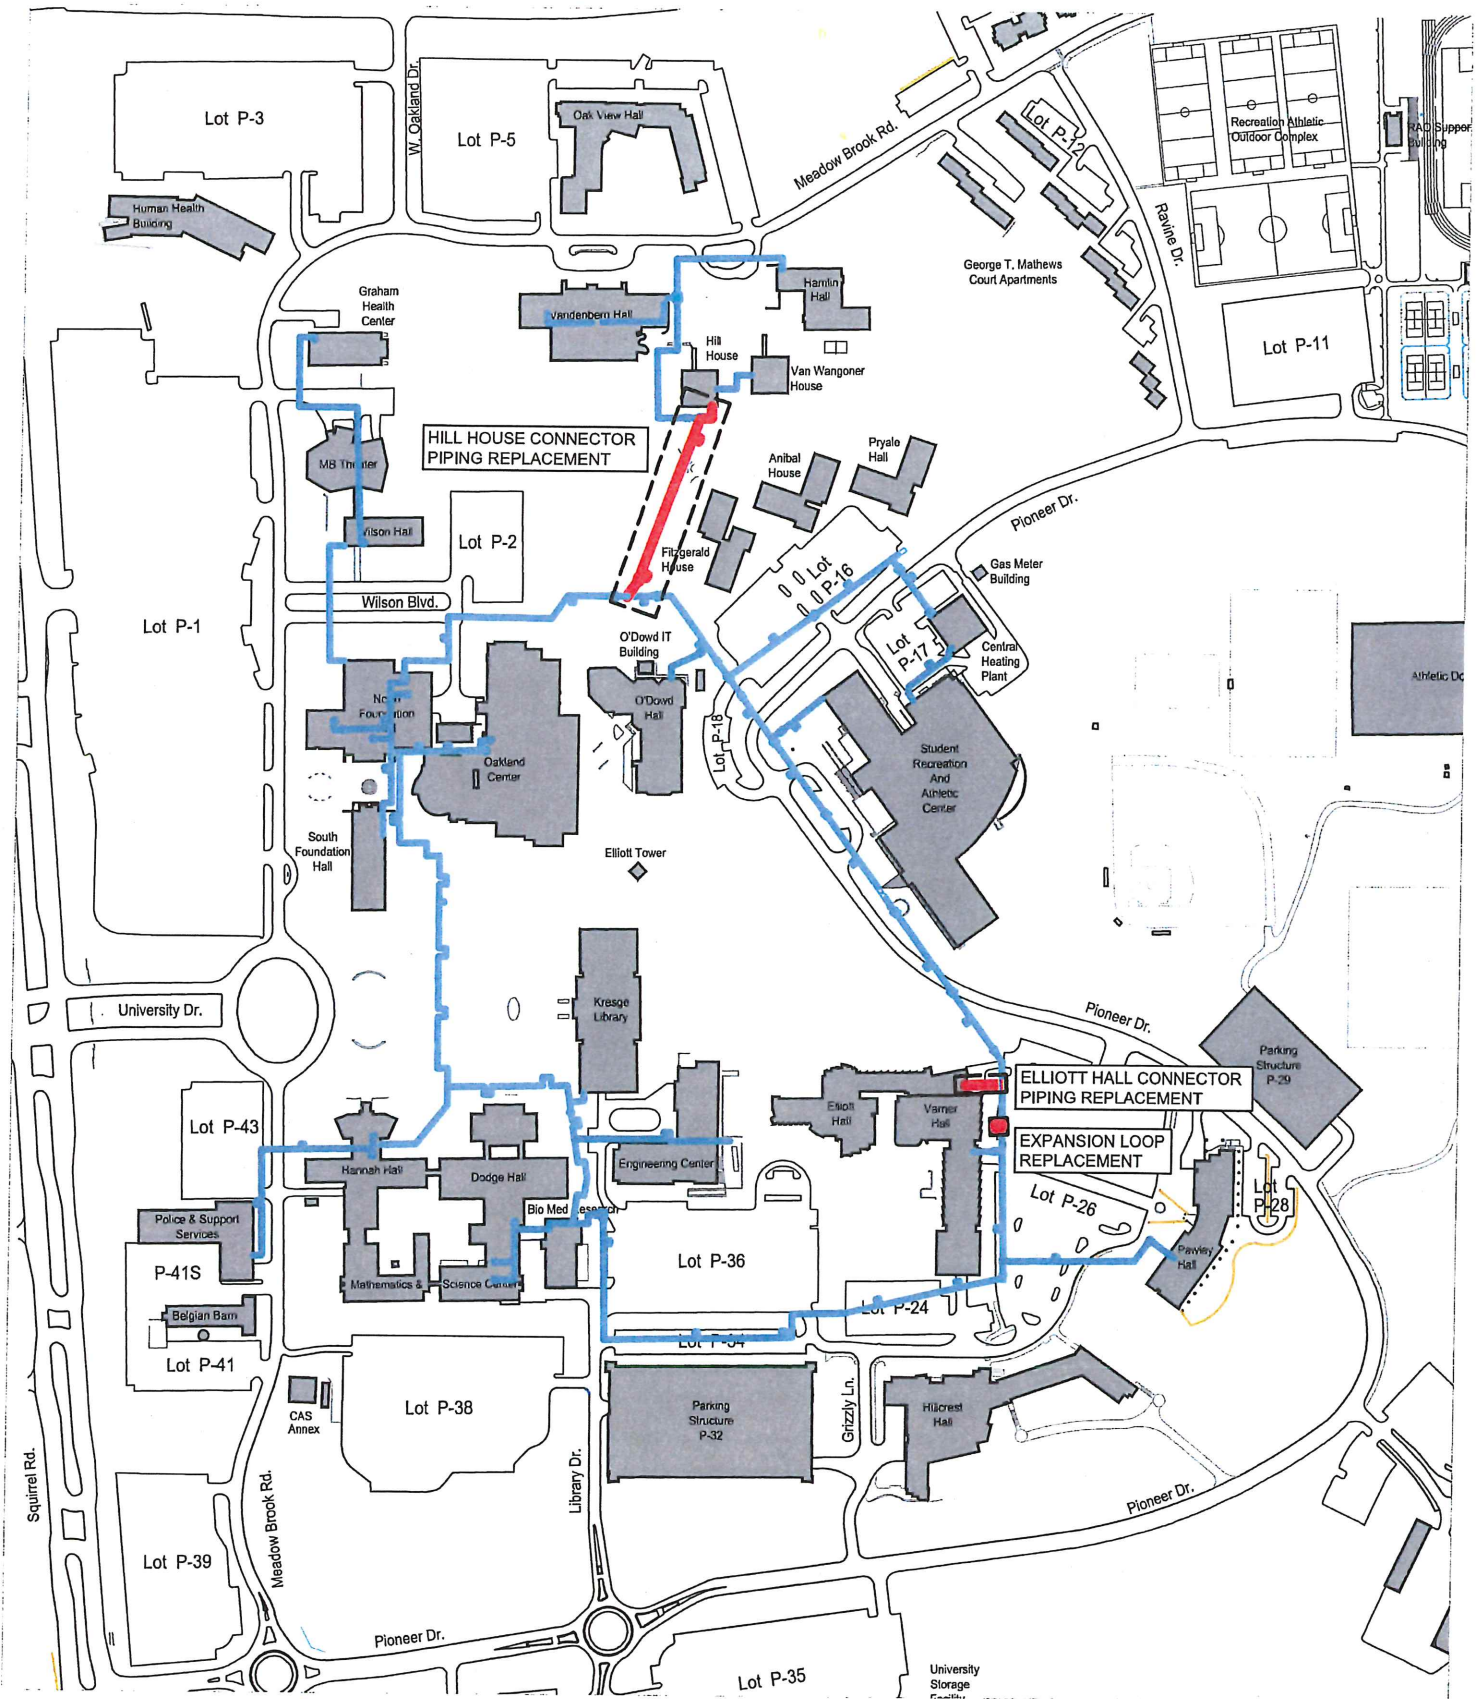 W. Oakland Dr.
Lot P-3
Lot P-5
Oak View Hall
Meadow Brook Rd.
Lot P-12
Recreation Athletic
Outdoor Complex
Building
Human Health
Building
Ravine Dr.
George T. Mathews
Court Apartments
Graham
Health
Center
Vandenberg Hall
Hamlin
Hall
Hill
House
Van Wangoner
House
Lot P-11
HILL HOUSE CONNECTOR
PIPING REPLACEMENT
MB Theater
Anibal
House
Pryale
Hall
Pioneer Dr.
Wilson Hall
Lot P-2
Fitzgerald
House
Lot
P-16
Gas Meter
Building
Wilson Blvd.
Lot P-1
O'Dowd IT
Building
Lot
P-17
Central
Heating
Plant
Athletic Do
North
Foundation
O'Dowd
Hall
Lot P-18
Oakland
Center
Student
Recreation
And
Athletic
Center
South
Foundation
Hall
Elliott Tower
University Dr.
Kresge
Library
Pioneer Dr.
Parking
Structure
P-29
ELLIOTT HALL CONNECTOR
PIPING REPLACEMENT
Lot P-43
Elliott
Hall
Varner
Hall
EXPANSION LOOP
REPLACEMENT
Hannah Hall
Dodge Hall
Engineering Center
Lot P-26
Lot
P-28
Police & Support
Services
Bio Med Research
P-41S
Lot P-36
Pawley
Hall
Mathematics &
Science Center
Belgian Barn
Lot P-24
Lot P-34
Lot P-41
CAS
Annex
Lot P-38
Parking
Structure
P-32
Grizzly Ln.
Hillcrest
Hall
Squirrel Rd.
Meadow Brook Rd.
Library Dr.
Pioneer Dr.
Lot P-39
Pioneer Dr.
Lot P-35
University
Storage
Facility